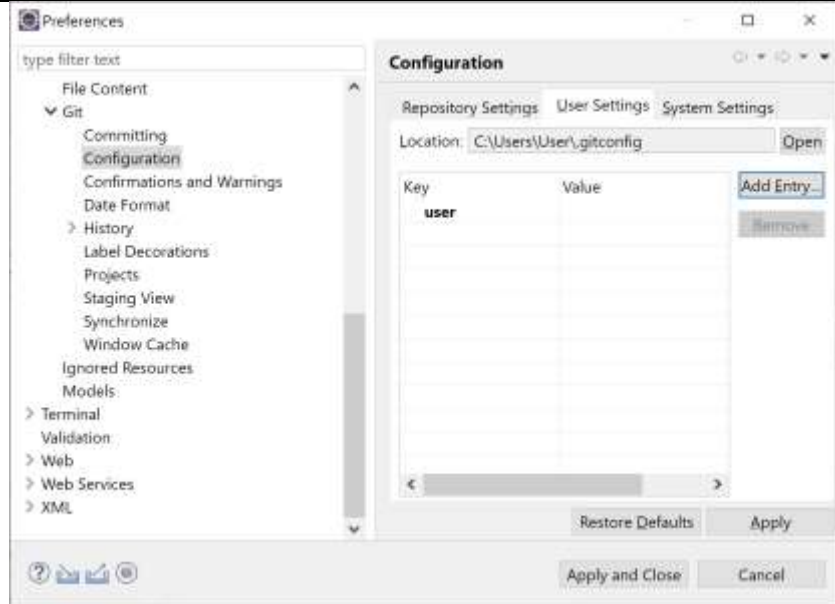 Preferences
type filter text
File Content
Git
Committing
Configuration
Confirmations and Warnings
Date Format
History
Label Decorations
Projects
Staging View
Synchronize
Window Cache
Ignored Resources
Models
Terminal
Validation
Web
Web Services
XML
Configuration
Repository Settings User Settings System Settings
Location: C:\Users\User\.gitconfig Open
Key Value
user
Add Entry...
Remove
Restore Defaults Apply
Apply and Close Cancel